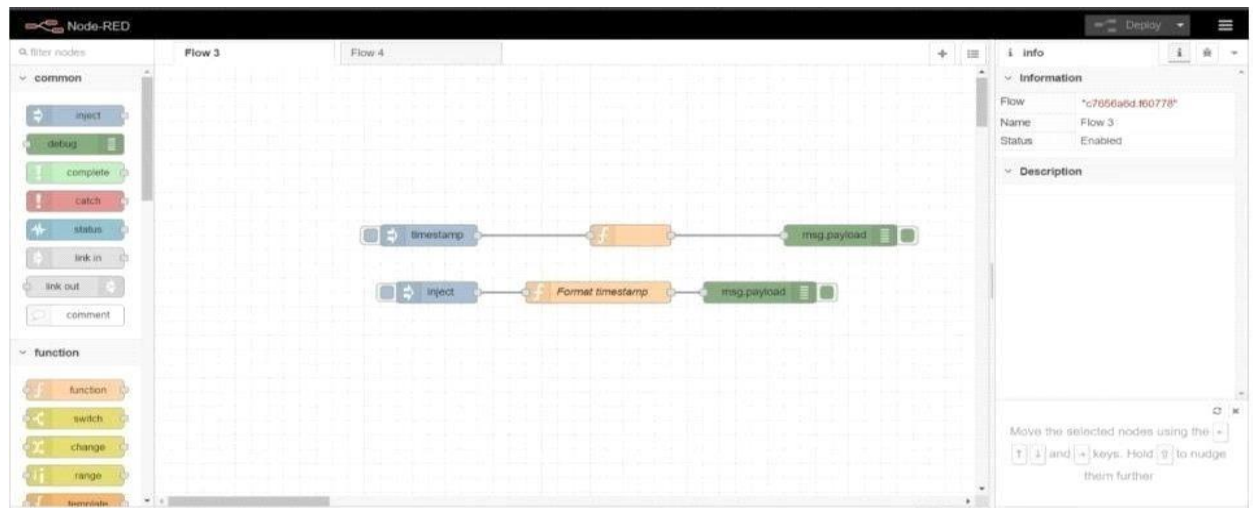 Node-RED
Deploy
filter nodes
Flow 3
Flow 4
i info
i
common
Information
inject
Flow "c7656a6d.f60778"
debug
Name Flow 3
complete
Status Enabled
catch
Description
status
timestamp
msg.payload
link in
link out
inject
Format timestamp
msg.payload
comment
function
function
switch
change
Move the selected nodes using the ←
↑ ↓ and → keys. Hold ⇧ to nudge
range
them further
template